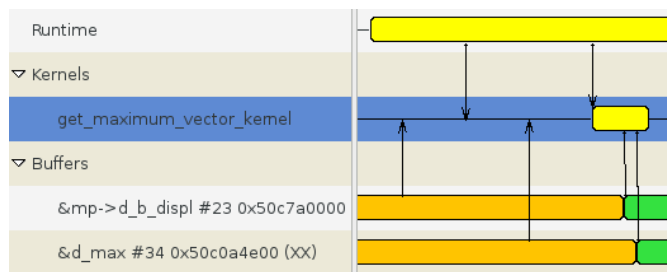 Runtime
Kernels
get_maximum_vector_kernel
Buffers
&mp->d_b_displ #23 0x50c7a0000
&d_max #34 0x50c0a4e00 (XX)